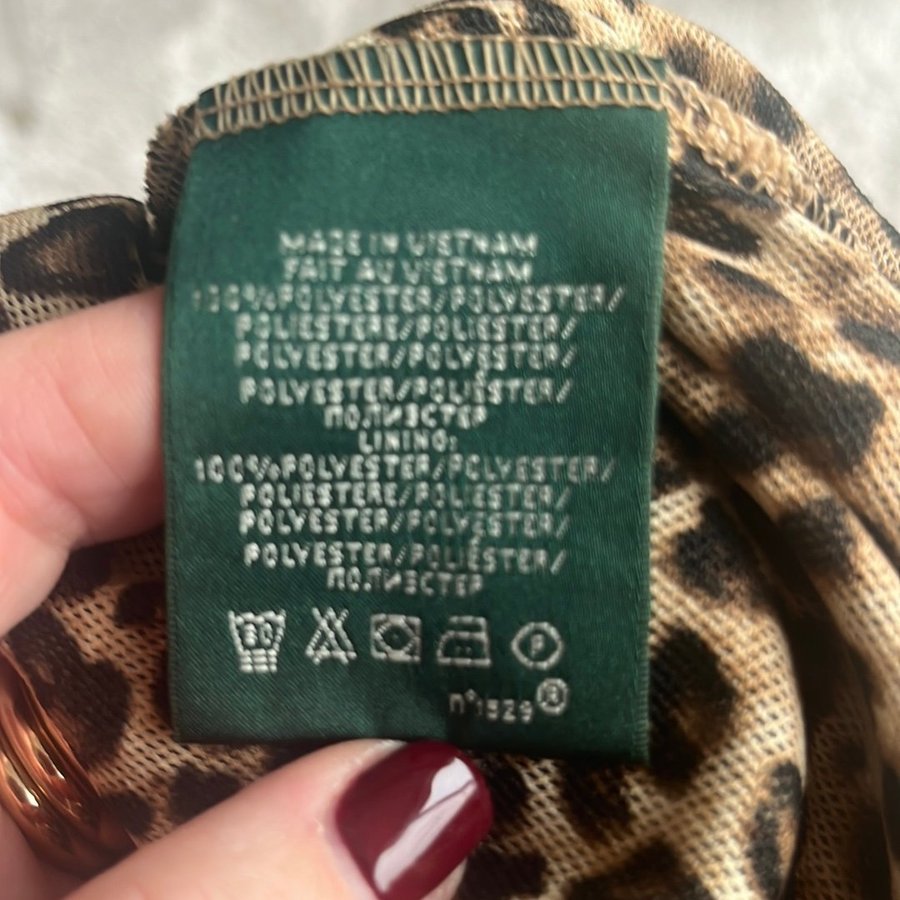 MADE IN VIETNAM
FAIT AU VIETNAM
100%POLYESTER/POLYESTER/
POLIESTERE/POLIESTER/
POLYESTER/POLYESTER/
POLYESTER/POLIÉSTER/
ПОЛИЭСТЕР
LINING:
100%POLYESTER/POLYESTER/
POLIESTERE/POLIESTER/
POLYESTER/POLYESTER/
POLYESTER/POLIÉSTER/
ПОЛИЭСТЕР
30 P
n°1529®